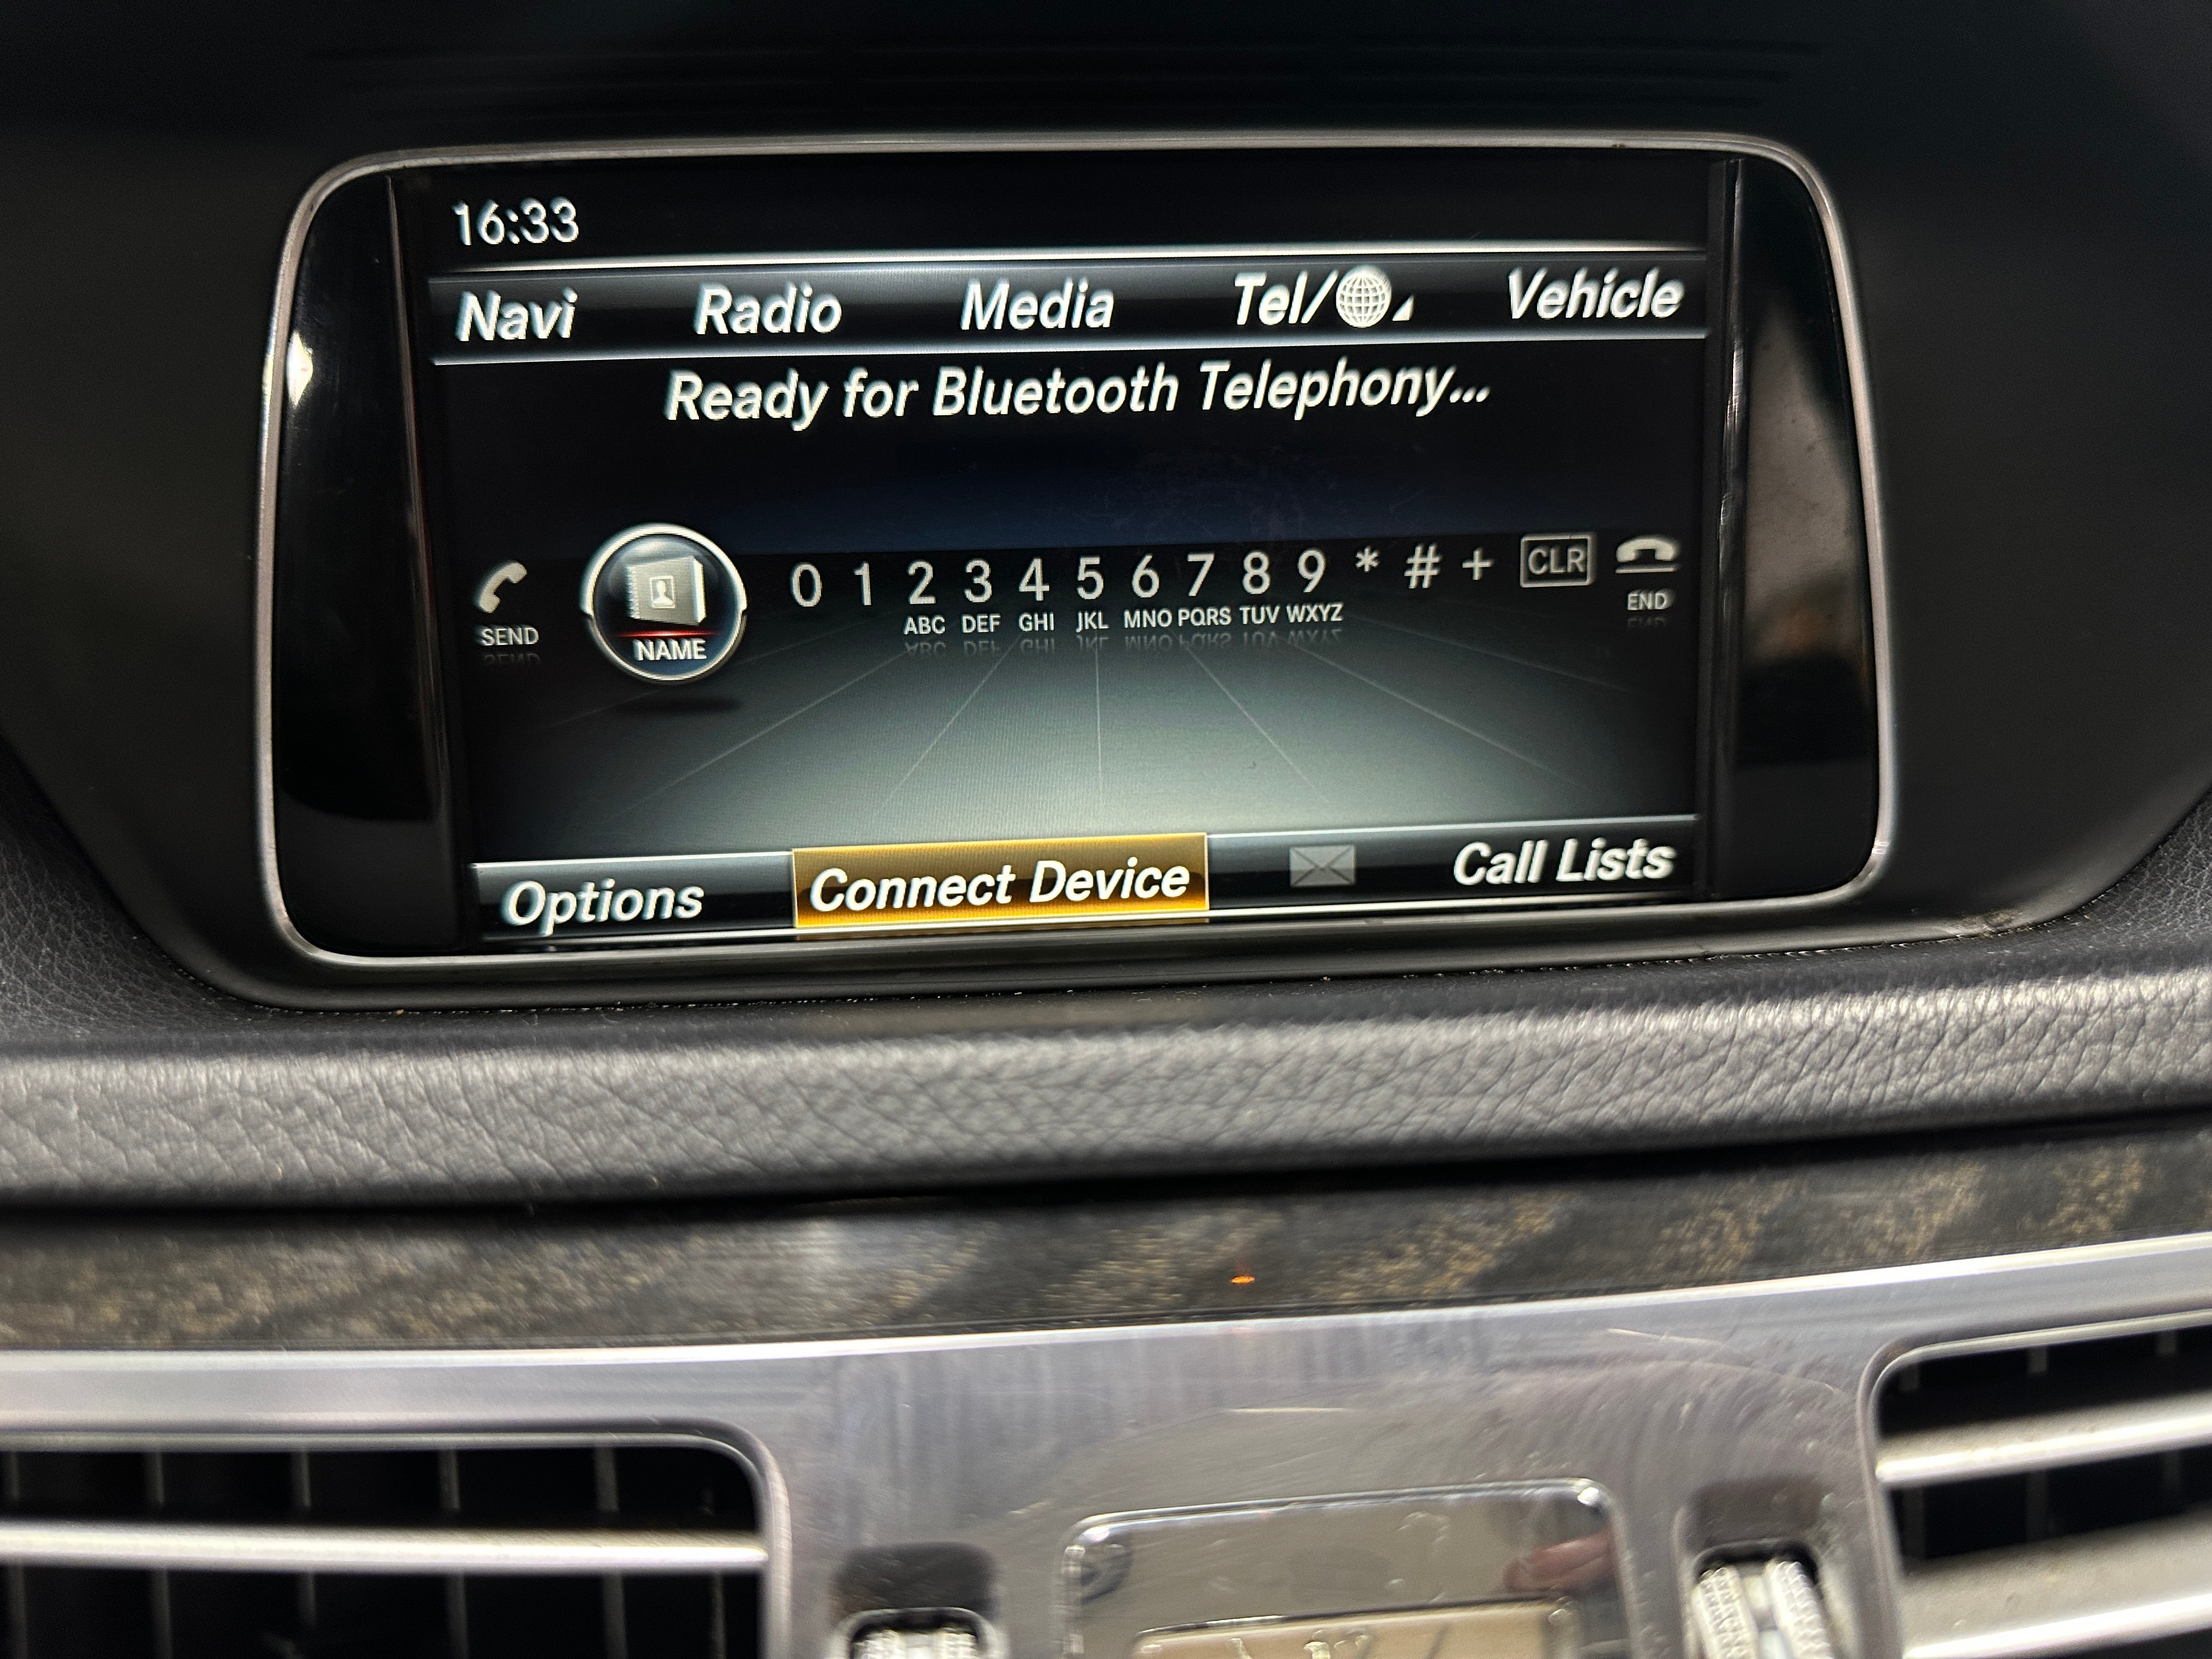 16:33
Navi Radio Media Tel/ Vehicle
Ready for Bluetooth Telephony...
0 1 2 3 4 5 6 7 8 9 * # + CLR
ABC DEF GHI JKL MNO PQRS TUV WXYZ END
SEND NAME
Options Connect Device Call Lists